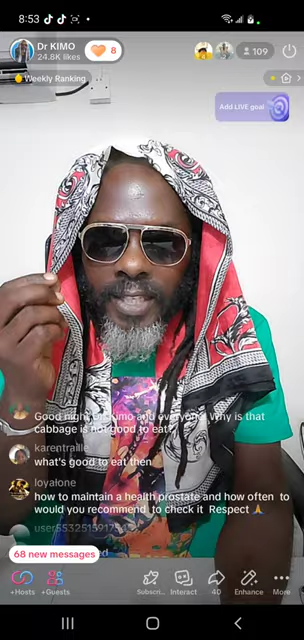 8:53
Dr KIMO
24.8K likes
8
109
Weekly Ranking
Add LIVE goal
Good night Dr Kimo and everyone. Why is that
cabbage is not good to eat?
karentraille
what's good to eat then
loyalone
how to maintain a health prostate and how often to
would you recommend to check it Respect 🙏
68 new messages
+Hosts
+Guests
Subscri...
Interact
40
Enhance
More